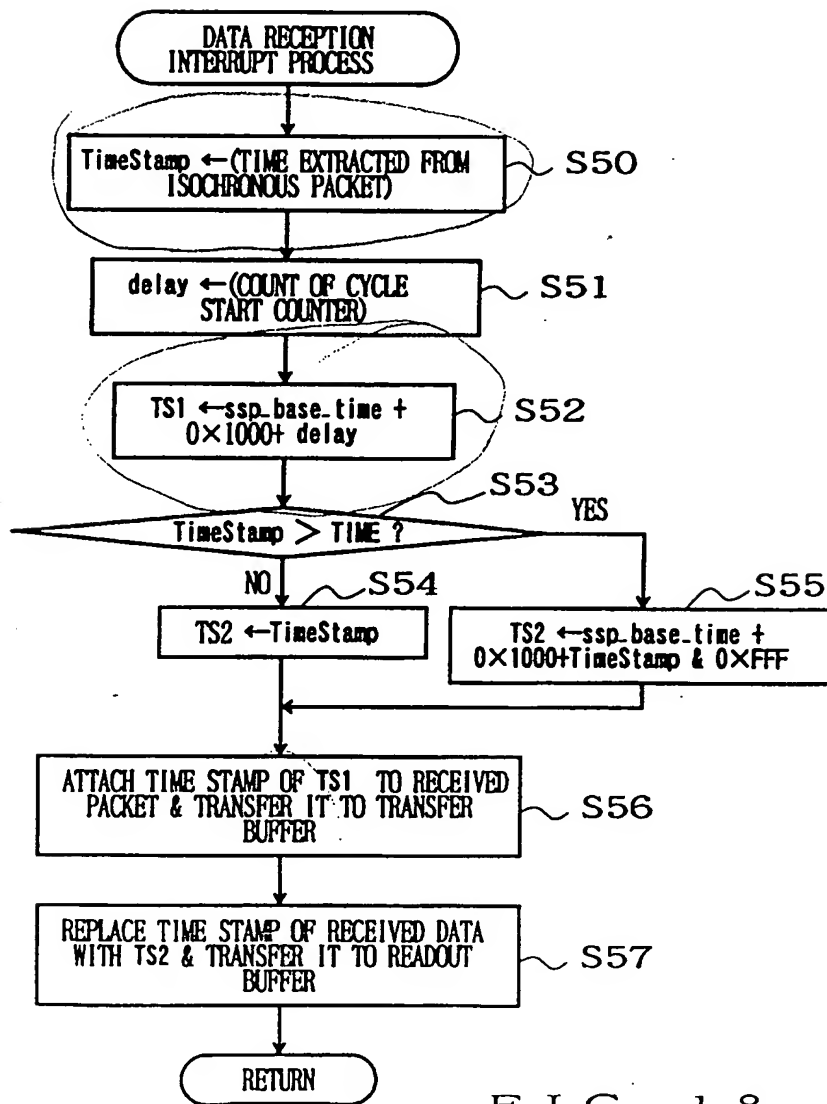 DATA RECEPTION
INTERRUPT PROCESS
TimeStamp ←(TIME EXTRACTED FROM
ISOCHRONOUS PACKET)
S50
delay ←(COUNT OF CYCLE
START COUNTER)
S51
TS1 ←ssp_base_time +
0×1000+ delay
S52
S53
TimeStamp > TIME ?
YES
NO
S54
TS2 ←TimeStamp
S55
TS2 ←ssp_base_time +
0×1000+TimeStamp & 0×FFF
ATTACH TIME STAMP OF TS1 TO RECEIVED
PACKET & TRANSFER IT TO TRANSFER
BUFFER
S56
REPLACE TIME STAMP OF RECEIVED DATA
WITH TS2 & TRANSFER IT TO READOUT
BUFFER
S57
RETURN